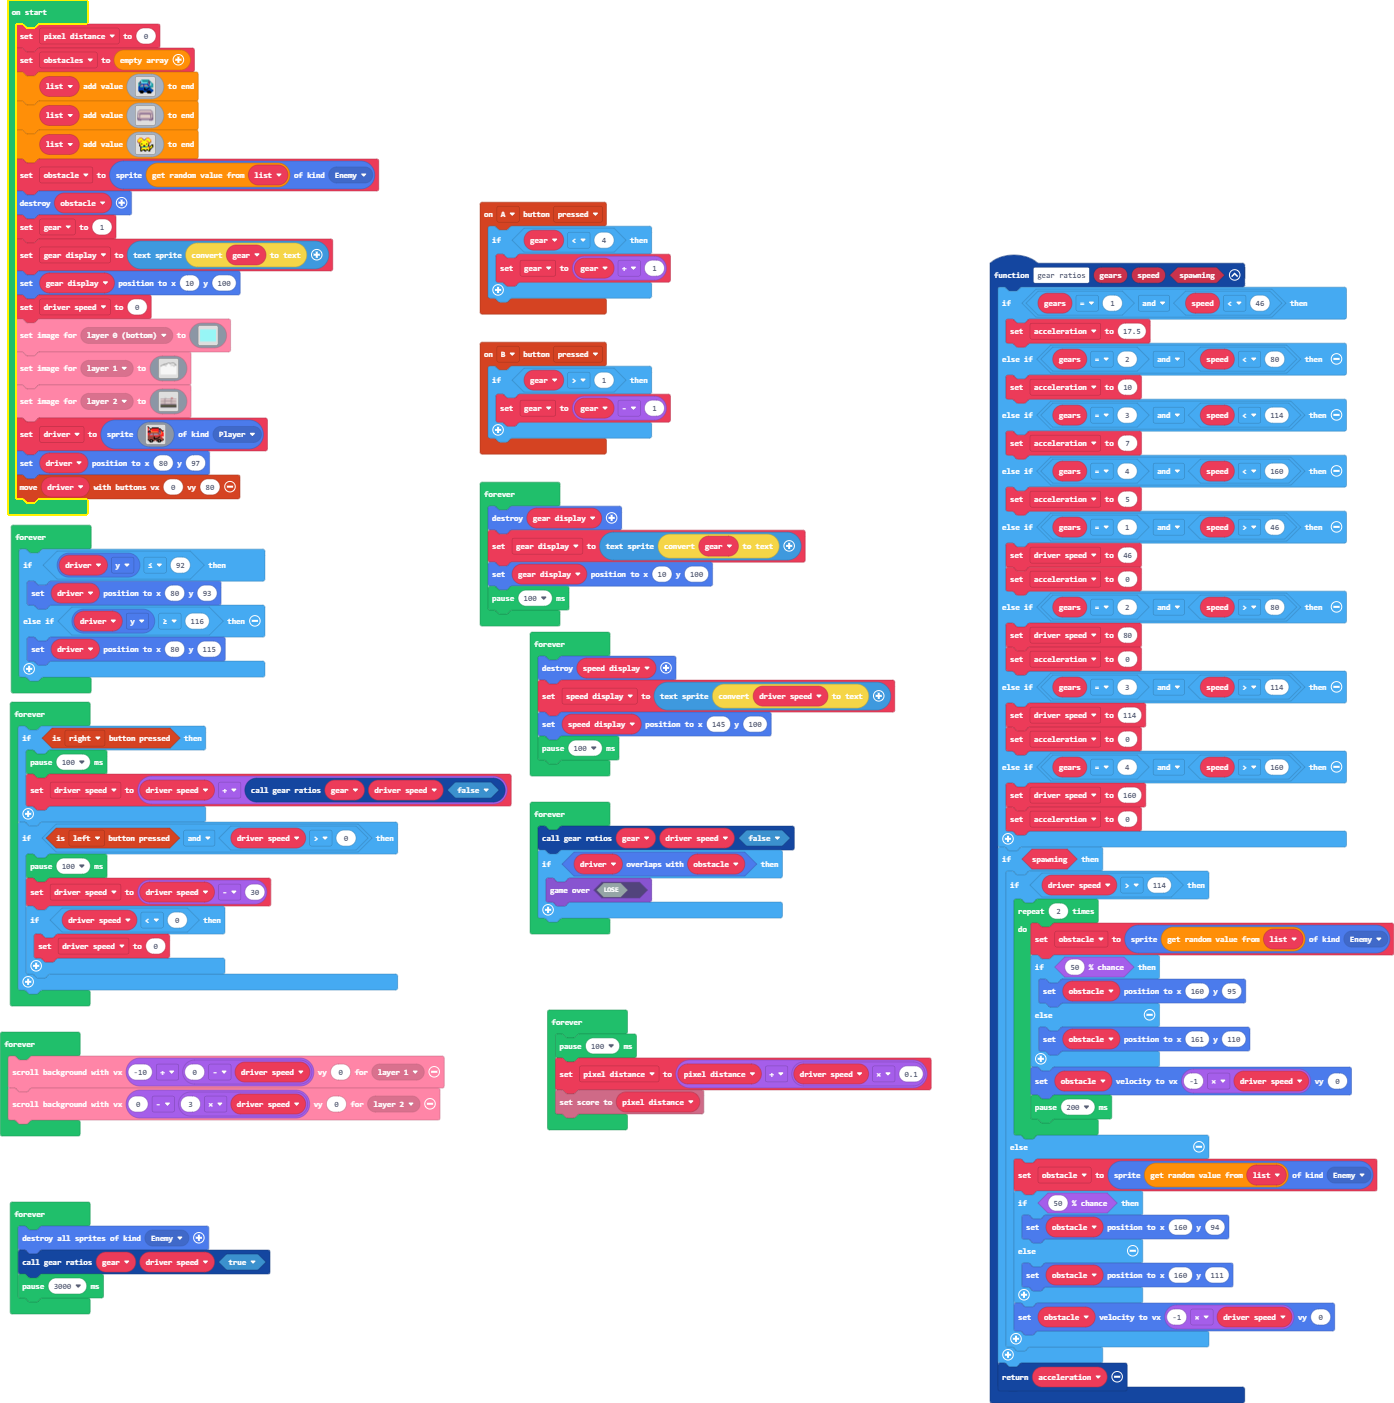 on start
set pixel distance to 0
set obstacles to empty array
list add value to end
list add value to end
list add value to end
set obstacle to sprite get random value from list of kind Enemy
destroy obstacle
set gear to 1
set gear display to text sprite convert gear to text
set gear display position to x 10 y 100
set driver speed to 0
set image for layer 0 (bottom) to
set image for layer 1 to
set image for layer 2 to
set driver to sprite of kind Player
set driver position to x 80 y 97
move driver with buttons vx 0 vy 80
forever
if driver y ≤ 92 then
set driver position to x 80 y 93
else if driver y ≥ 116 then
set driver position to x 80 y 115
forever
if is right button pressed then
pause 100 ms
set driver speed to driver speed + call gear ratios gear driver speed false
if is left button pressed and driver speed > 0 then
pause 100 ms
set driver speed to driver speed - 30
if driver speed < 0 then
set driver speed to 0
forever
scroll background with vx -10 + 0 - driver speed vy 0 for layer 1
scroll background with vx 0 - 3 × driver speed vy 0 for layer 2
forever
destroy all sprites of kind Enemy
call gear ratios gear driver speed true
pause 3000 ms
on A button pressed
if gear < 4 then
set gear to gear + 1
on B button pressed
if gear > 1 then
set gear to gear - 1
forever
destroy gear display
set gear display to text sprite convert gear to text
set gear display position to x 10 y 100
pause 100 ms
forever
destroy speed display
set speed display to text sprite convert driver speed to text
set speed display position to x 145 y 100
pause 100 ms
forever
call gear ratios gear driver speed false
if driver overlaps with obstacle then
game over LOSE
forever
pause 100 ms
set pixel distance to pixel distance + driver speed × 0.1
set score to pixel distance
function gear ratios gears speed spawning
if gears = 1 and speed < 46 then
set acceleration to 17.5
else if gears = 2 and speed < 80 then
set acceleration to 10
else if gears = 3 and speed < 114 then
set acceleration to 7
else if gears = 4 and speed < 160 then
set acceleration to 5
else if gears = 1 and speed > 46 then
set driver speed to 46
set acceleration to 0
else if gears = 2 and speed > 80 then
set driver speed to 80
set acceleration to 0
else if gears = 3 and speed > 114 then
set driver speed to 114
set acceleration to 0
else if gears = 4 and speed > 160 then
set driver speed to 160
set acceleration to 0
if spawning then
if driver speed > 114 then
repeat 2 times
do
set obstacle to sprite get random value from list of kind Enemy
if 50 % chance then
set obstacle position to x 160 y 95
else
set obstacle position to x 161 y 110
set obstacle velocity to vx -1 × driver speed vy 0
pause 200 ms
else
set obstacle to sprite get random value from list of kind Enemy
if 50 % chance then
set obstacle position to x 160 y 94
else
set obstacle position to x 160 y 111
set obstacle velocity to vx -1 × driver speed vy 0
return acceleration